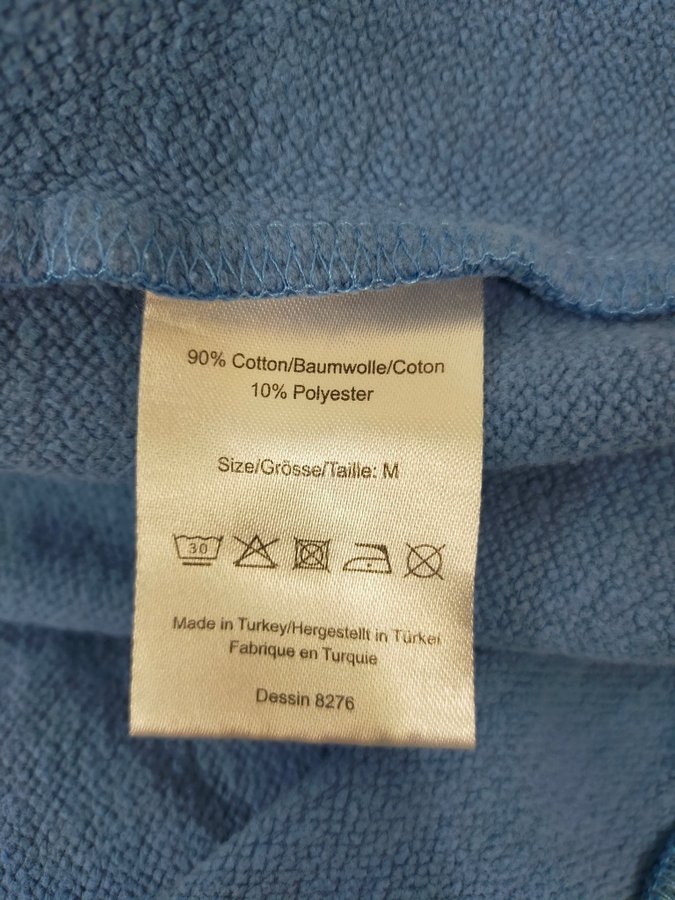 90% Cotton/Baumwolle/Coton
10% Polyester
Size/Grösse/Taille: M
30
Made in Turkey/Hergestellt in Türkei
Fabrique en Turquie
Dessin 8276